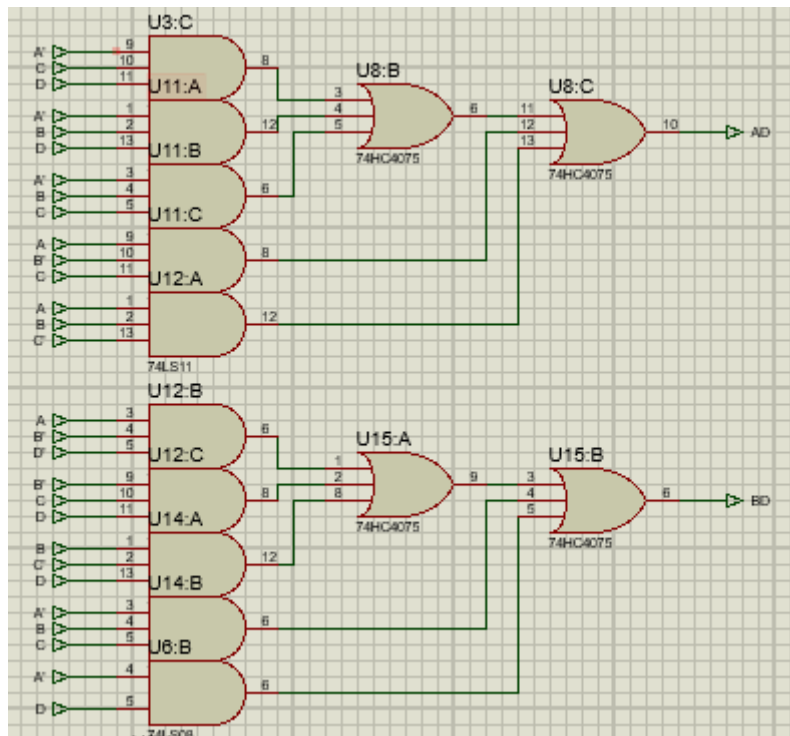 U3:C
A' 9
C 10 8
D 11
U11:A
A' 1
B 2 12
D 13
U11:B
A' 3
B 4 6
C 5
U11:C
A 9
B' 10 8
C 11
U12:A
A 1
B 2 12
C' 13
74LS11
U8:B
3
4 6
5
74HC4075
U8:C
11
12 10 AD
13
74HC4075
U12:B
A 3
B' 4 6
D' 5
U12:C
B' 9
C 10 8
D 11
U14:A
B 1
C' 2 12
D 13
U14:B
A' 3
B 4 6
C 5
U6:B
A' 4
6
D 5
U15:A
1
2 9
8
74HC4075
U15:B
3
4 6 BD
5
74HC4075